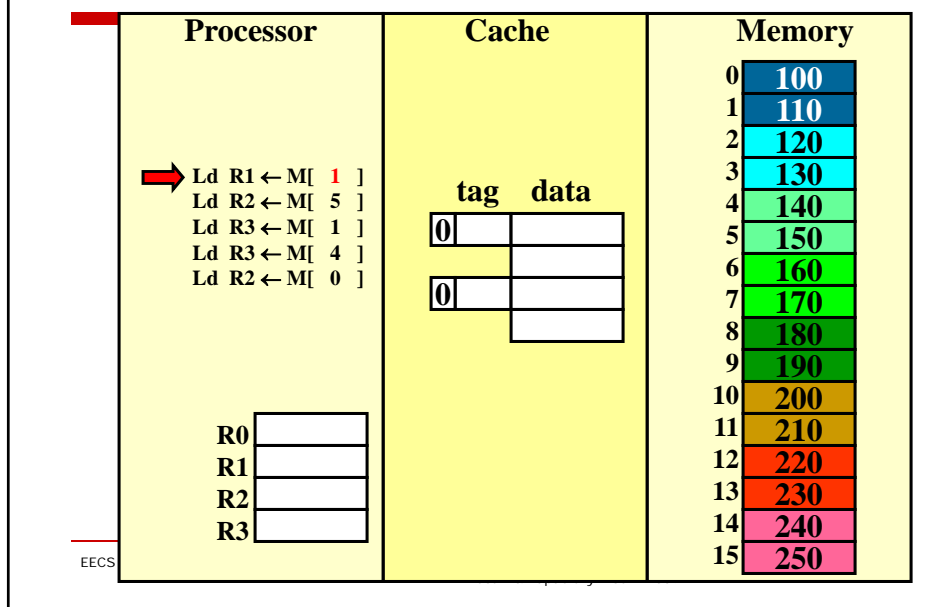 Processor
Cache
Memory
Ld R1 ← M[ 1 ]
Ld R2 ← M[ 5 ]
Ld R3 ← M[ 1 ]
Ld R3 ← M[ 4 ]
Ld R2 ← M[ 0 ]
R0
R1
R2
R3
tag data
0
0
0 100
1 110
2 120
3 130
4 140
5 150
6 160
7 170
8 180
9 190
10 200
11 210
12 220
13 230
14 240
15 250
EECS